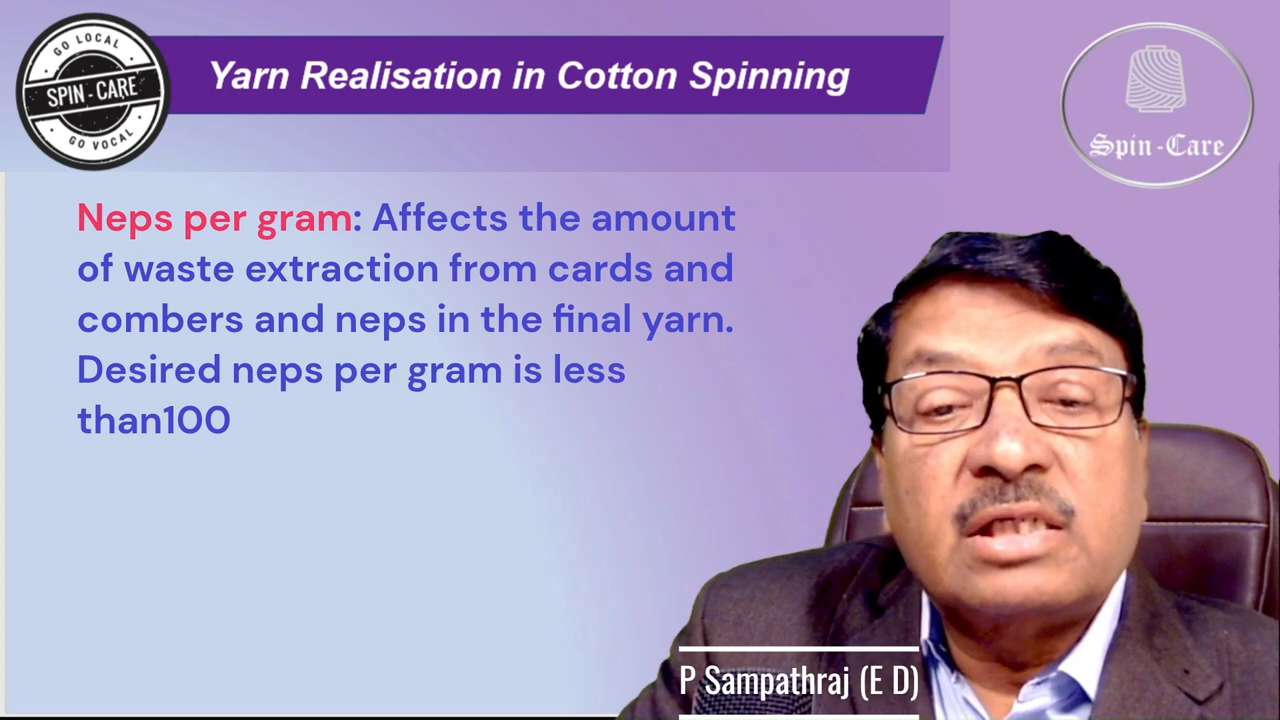 GO LOCAL
SPIN-CARE
GO VOCAL
Yarn Realisation in Cotton Spinning
Spin-Care
Neps per gram: Affects the amount
of waste extraction from cards and
combers and neps in the final yarn.
Desired neps per gram is less
than100
P Sampathraj (E D)